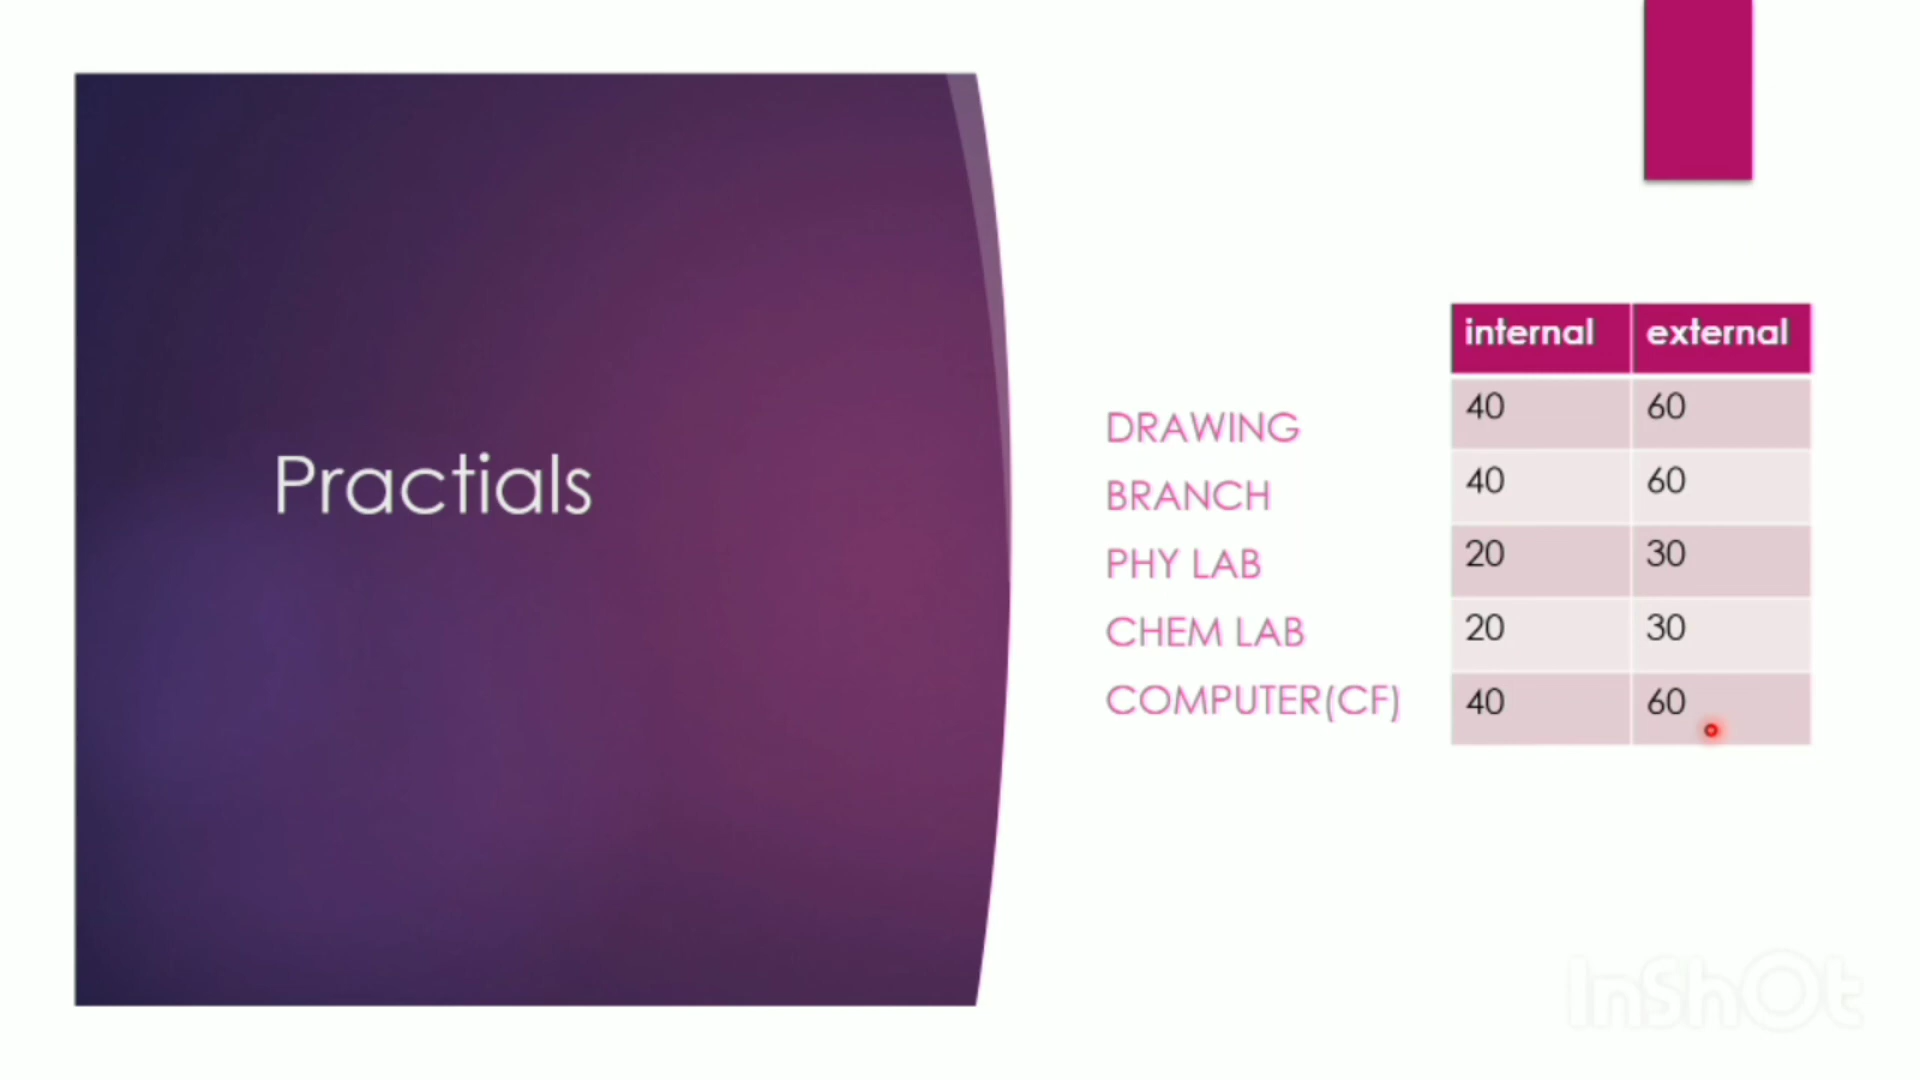 Practials
internal external
DRAWING 40 60
BRANCH 40 60
PHY LAB 20 30
CHEM LAB 20 30
COMPUTER(CF) 40 60
InShOt